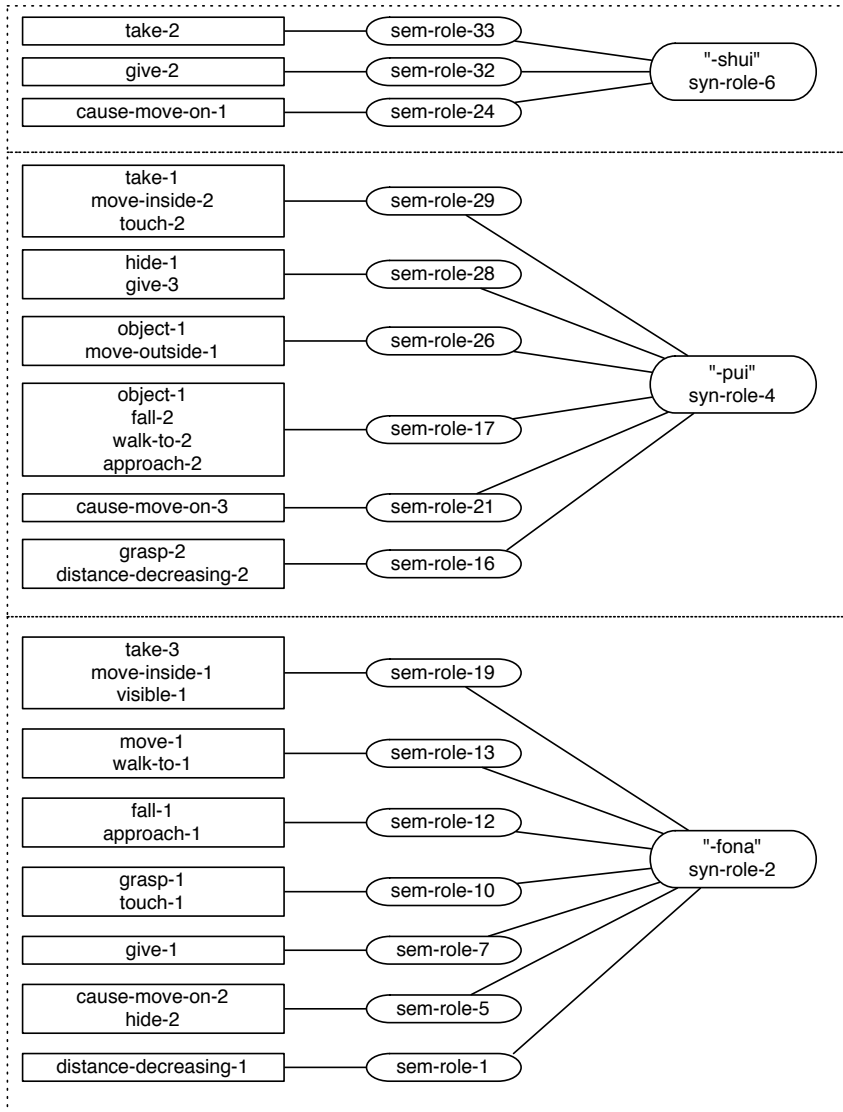 take-2
sem-role-33
give-2
sem-role-32
cause-move-on-1
sem-role-24
"-shui"
syn-role-6
take-1
move-inside-2
touch-2
sem-role-29
hide-1
give-3
sem-role-28
object-1
move-outside-1
sem-role-26
object-1
fall-2
walk-to-2
approach-2
sem-role-17
cause-move-on-3
sem-role-21
grasp-2
distance-decreasing-2
sem-role-16
"-pui"
syn-role-4
take-3
move-inside-1
visible-1
sem-role-19
move-1
walk-to-1
sem-role-13
fall-1
approach-1
sem-role-12
grasp-1
touch-1
sem-role-10
give-1
sem-role-7
cause-move-on-2
hide-2
sem-role-5
distance-decreasing-1
sem-role-1
"-fona"
syn-role-2